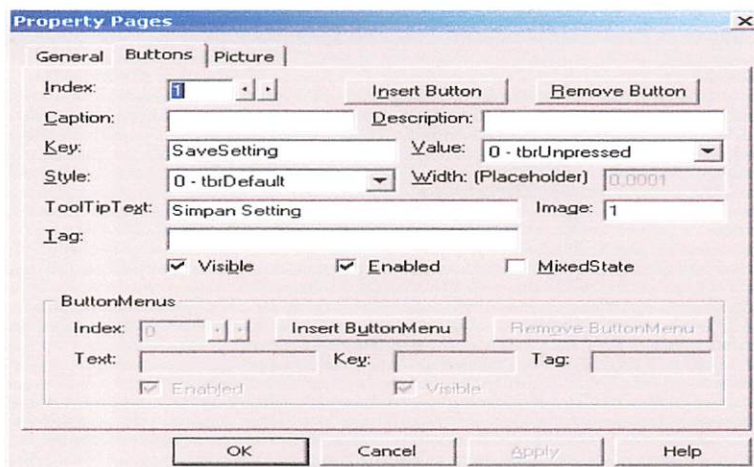 Property Pages
General Buttons Picture
Index: 1 Insert Button Remove Button
Caption: Description:
Key: SaveSetting Value: 0 - tbrUnpressed
Style: 0 - tbrDefault Width: (Placeholder) 0,0001
ToolTipText: Simpan Setting Image: 1
Tag:
Visible Enabled MixedState
ButtonMenus
Index: 0 Insert ButtonMenu Remove ButtonMenu
Text: Key: Tag:
Enabled Visible
OK Cancel Apply Help